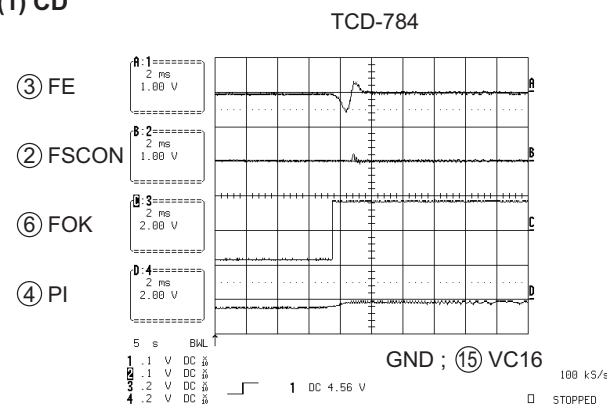 (1) CD
TCD-784
A:1
2 ms
1.00 V
③ FE
A
B:2
2 ms
1.00 V
② FSCON
B
3
2 ms
2.00 V
⑥ FOK
C
D:4
2 ms
2.00 V
④ PI
D
5 s BWL
GND ; ⑮ VC16
1 .1 V DC
2 .1 V DC
3 .2 V DC
4 .2 V DC
1 DC 4.56 V
100 kS/s
STOPPED